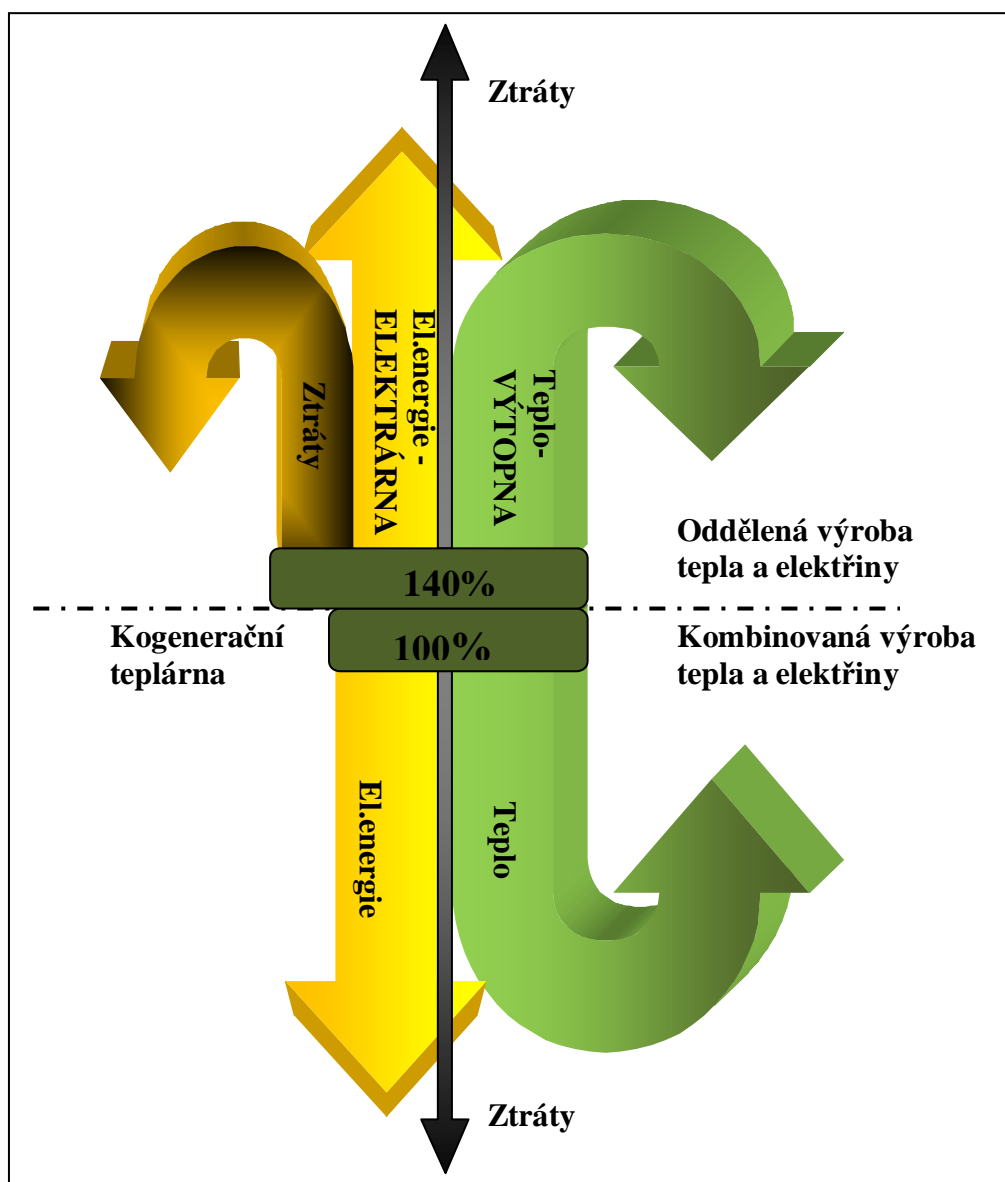 Ztráty
Ztráty
El.energie -
ELEKTRÁRNA
Teplo-
VÝTOPNA
Oddělená výroba
tepla a elektřiny
140%
Kogenerační
teplárna
100%
Kombinovaná výroba
tepla a elektřiny
El.energie
Teplo
Ztráty